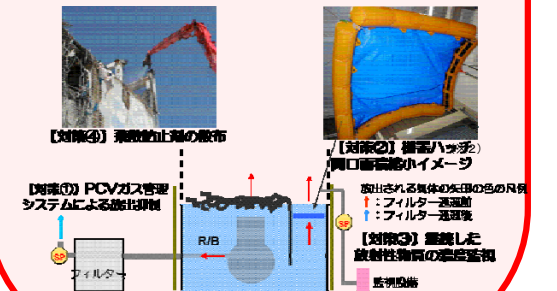 【対策④】飛散防止剤の散布
【対策②】機器ハッチ
開口面積縮小イメージ
【対策①】PCVガス管理
システムによる放出抑制
放出される気体の矢印の色の凡例
:フィルター通過前
:フィルター通過後
SP
SP
R/B
【対策③】継続した
放射性物質の濃度監視
フィルター
監視設備